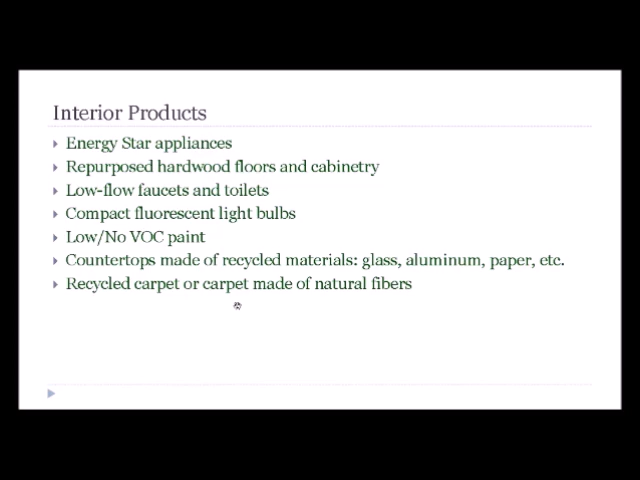 Interior Products
Energy Star appliances
Repurposed hardwood floors and cabinetry
Low-flow faucets and toilets
Compact fluorescent light bulbs
Low/No VOC paint
Countertops made of recycled materials: glass, aluminum, paper, etc.
Recycled carpet or carpet made of natural fibers